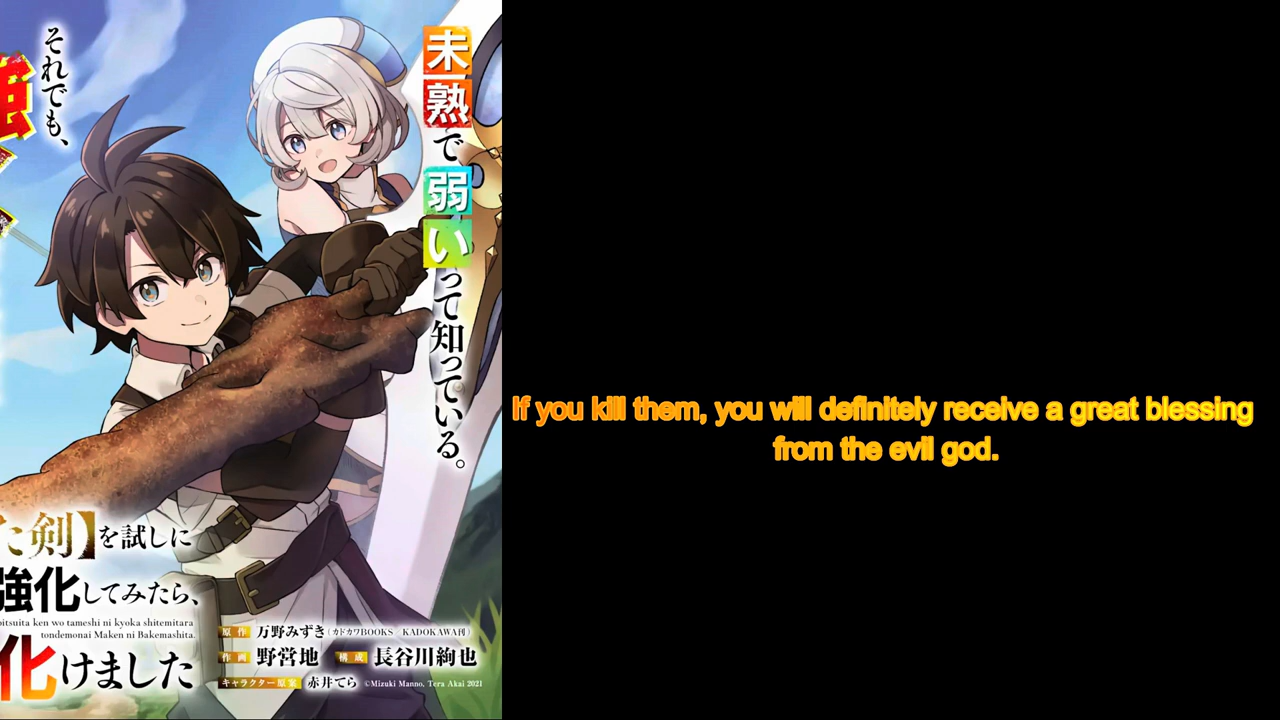 未熟で弱いって知っている。
それでも、
強
た剣】を試しに
強化してみたら、
bitsuita ken wo tameshi ni kyoka shitemitara
tondemonai Maken ni Bakemashita.
化けました
原作 万野みずき（カドカワBOOKS／KADOKAWA刊）
作画 野営地 構成 長谷川絢也
キャラクター原案 赤井てら ©Mizuki Manno, Tera Akai 2021
If you kill them, you will definitely receive a great blessing
from the evil god.